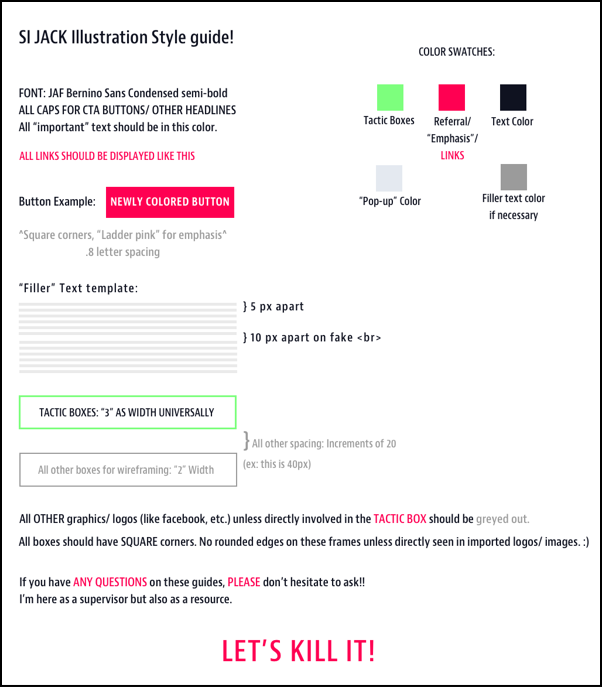 SI JACK Illustration Style guide!
COLOR SWATCHES:
FONT: JAF Bernino Sans Condensed semi-bold
ALL CAPS FOR CTA BUTTONS/ OTHER HEADLINES
All “important” text should be in this color.
ALL LINKS SHOULD BE DISPLAYED LIKE THIS
Tactic Boxes
Referral/
“Emphasis”/
LINKS
Text Color
Button Example:
NEWLY COLORED BUTTON
“Pop-up” Color
Filler text color
if necessary
^Square corners, “Ladder pink” for emphasis^
.8 letter spacing
“Filler” Text template:
} 5 px apart
} 10 px apart on fake <br>
TACTIC BOXES: “3” AS WIDTH UNIVERSALLY
} All other spacing: Increments of 20
(ex: this is 40px)
All other boxes for wireframing: “2” Width
All OTHER graphics/ logos (like facebook, etc.) unless directly involved in the TACTIC BOX should be greyed out.
All boxes should have SQUARE corners. No rounded edges on these frames unless directly seen in imported logos/ images. :)
If you have ANY QUESTIONS on these guides, PLEASE don’t hesitate to ask!!
I’m here as a supervisor but also as a resource.
LET’S KILL IT!